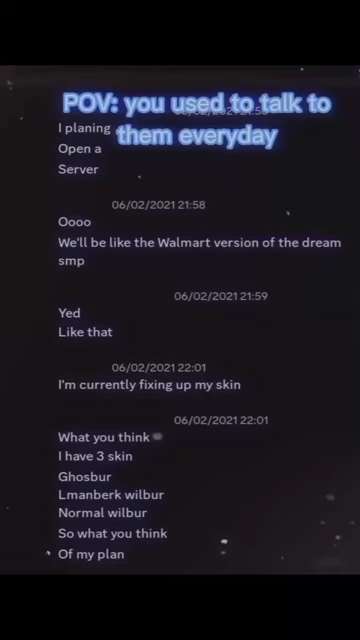 POV: you used to talk to
them everyday
I planing
Open a
Server
06/02/2021 21:58
Oooo
We'll be like the Walmart version of the dream
smp
06/02/2021 21:59
Yed
Like that
06/02/2021 22:01
I'm currently fixing up my skin
06/02/2021 22:01
What you think
I have 3 skin
Ghosbur
Lmanberk wilbur
Normal wilbur
So what you think
Of my plan